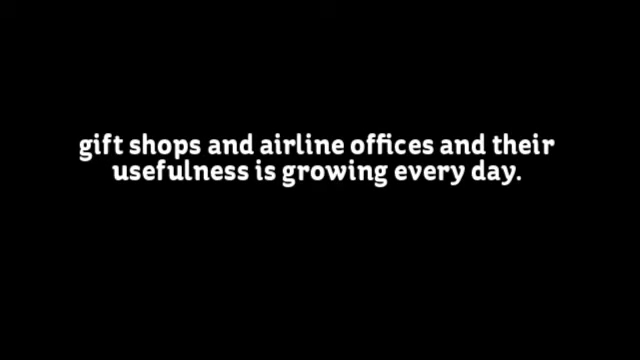 gift shops and airline offices and their
usefulness is growing every day.